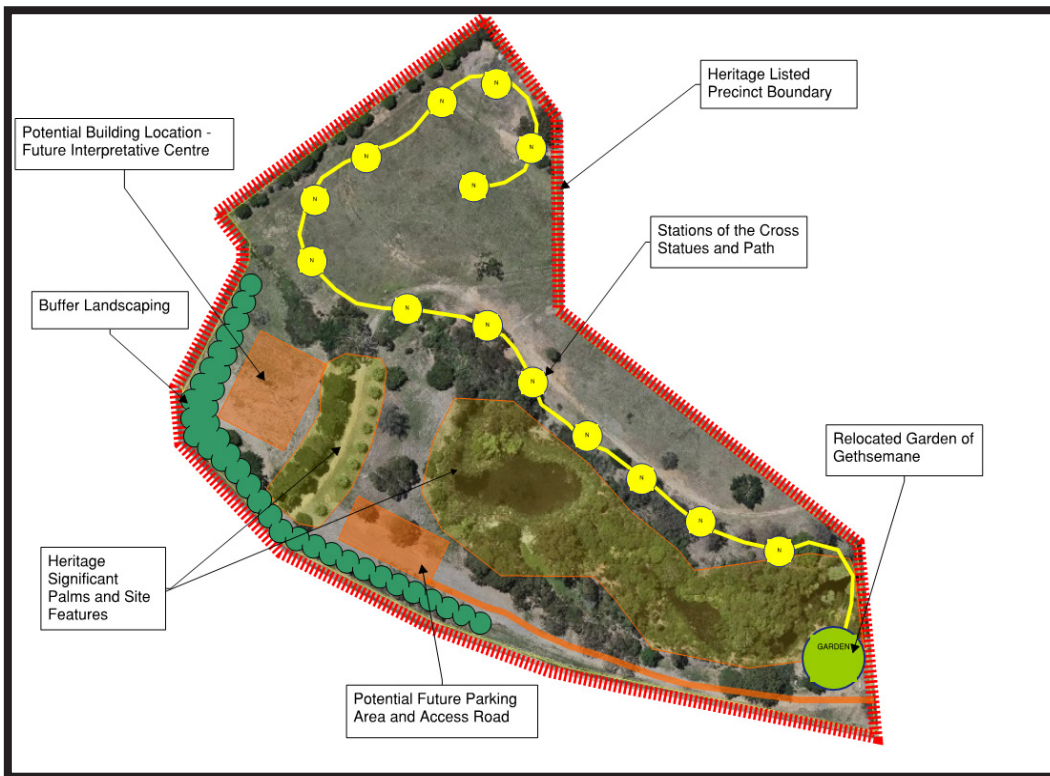 Heritage Listed
Precinct Boundary
Potential Building Location -
Future Interpretative Centre
Stations of the Cross
Statues and Path
Buffer Landscaping
Relocated Garden of
Gethsemane
Heritage
Significant
Palms and Site
Features
Potential Future Parking
Area and Access Road
GARDEN
N
N
N
N
N
N
N
N
N
N
N
N
N
N